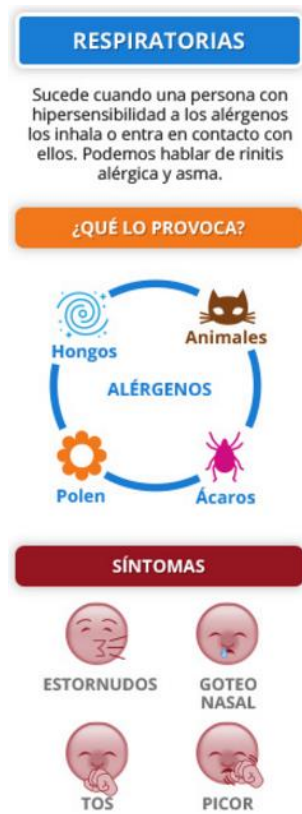 RESPIRATORIAS
Sucede cuando una persona con
hipersensibilidad a los alérgenos
los inhala o entra en contacto con
ellos. Podemos hablar de rinitis
alérgica y asma.
¿QUÉ LO PROVOCA?
Hongos
Animales
ALÉRGENOS
Polen
Ácaros
SÍNTOMAS
ESTORNUDOS
GOTEO
NASAL
TOS
PICOR